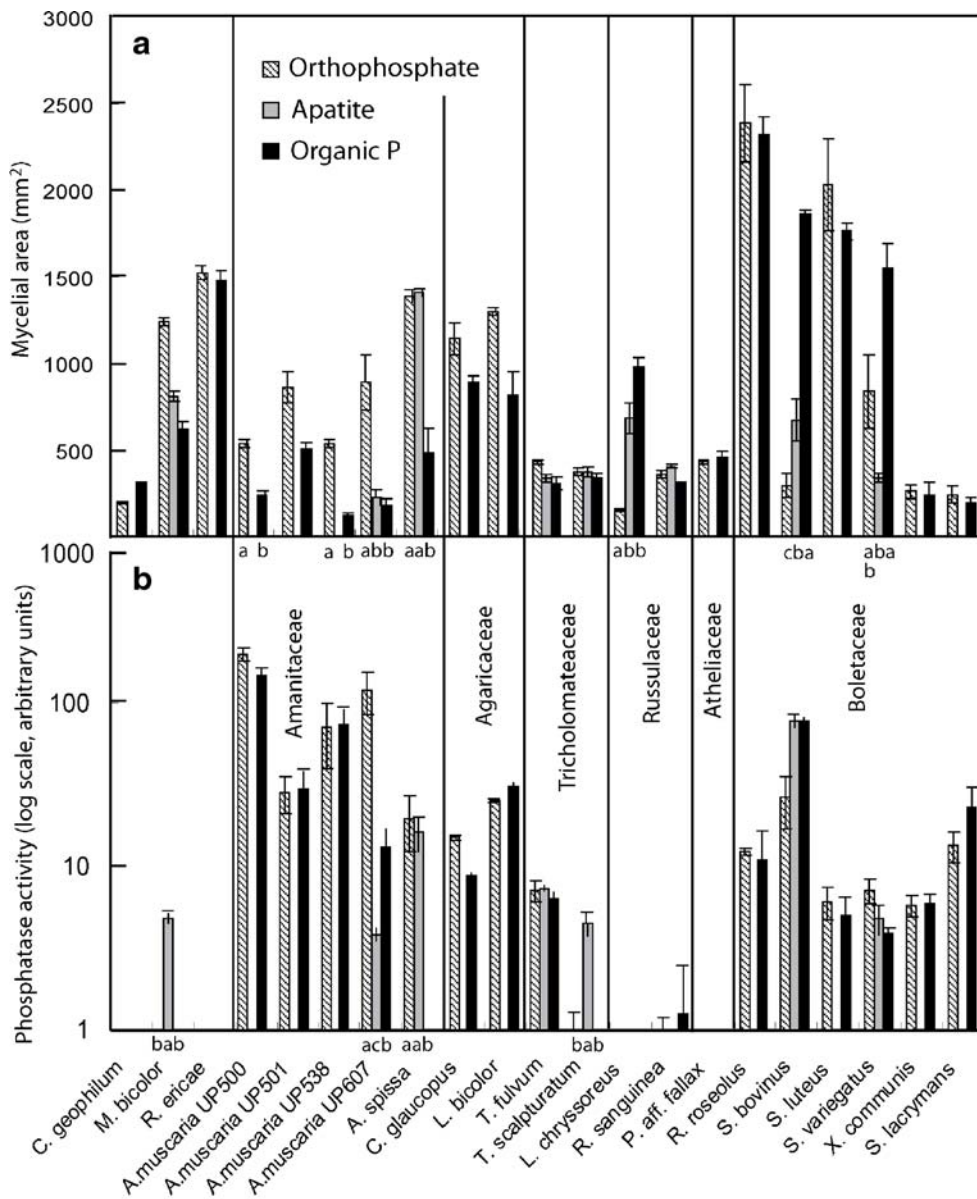 3000
a
Orthophosphate
Apatite
Organic P
2500
2000
1500
1000
500
Mycelial area (mm²)
a b
a b
abb
aab
abb
cba
aba
b
1000
b
100
10
1
Phosphatase activity (log scale, arbitrary units)
Amanitaceae
Agaricaceae
Tricholomateaceae
Russulaceae
Atheliaceae
Boletaceae
bab
acb
aab
bab
C. geophilum
M. bicolor
R. ericae
A.muscaria UP500
A.muscaria UP501
A.muscaria UP538
A.muscaria UP607
A. spissa
C. glaucopus
L. bicolor
T. fulvum
T. scalpturatum
L. chryssoreus
R. sanguinea
P. aff. fallax
R. roseolus
S. bovinus
S. luteus
S. variegatus
X. communis
S. lacrymans